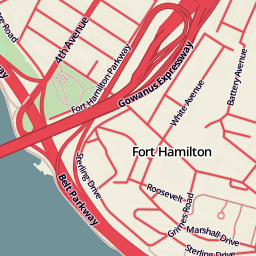 re Road
4th Avenue
Fort Hamilton Parkway
Gowanus Expressway
White Avenue
Battery Avenue
Parkway
Fort Hamilton
Sterling Drive
Belt Parkway
Roosevelt
Grimes Road
Marshall Drive
Sterling Drive